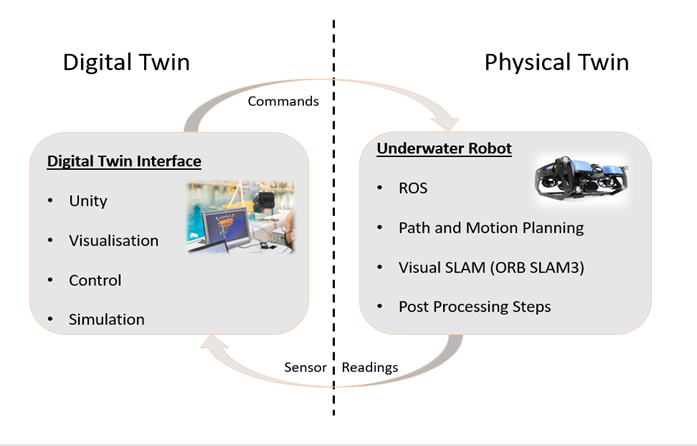 Digital Twin
Physical Twin
Commands
Digital Twin Interface
• Unity
• Visualisation
• Control
• Simulation
Underwater Robot
• ROS
• Path and Motion Planning
• Visual SLAM (ORB SLAM3)
• Post Processing Steps
Sensor Readings